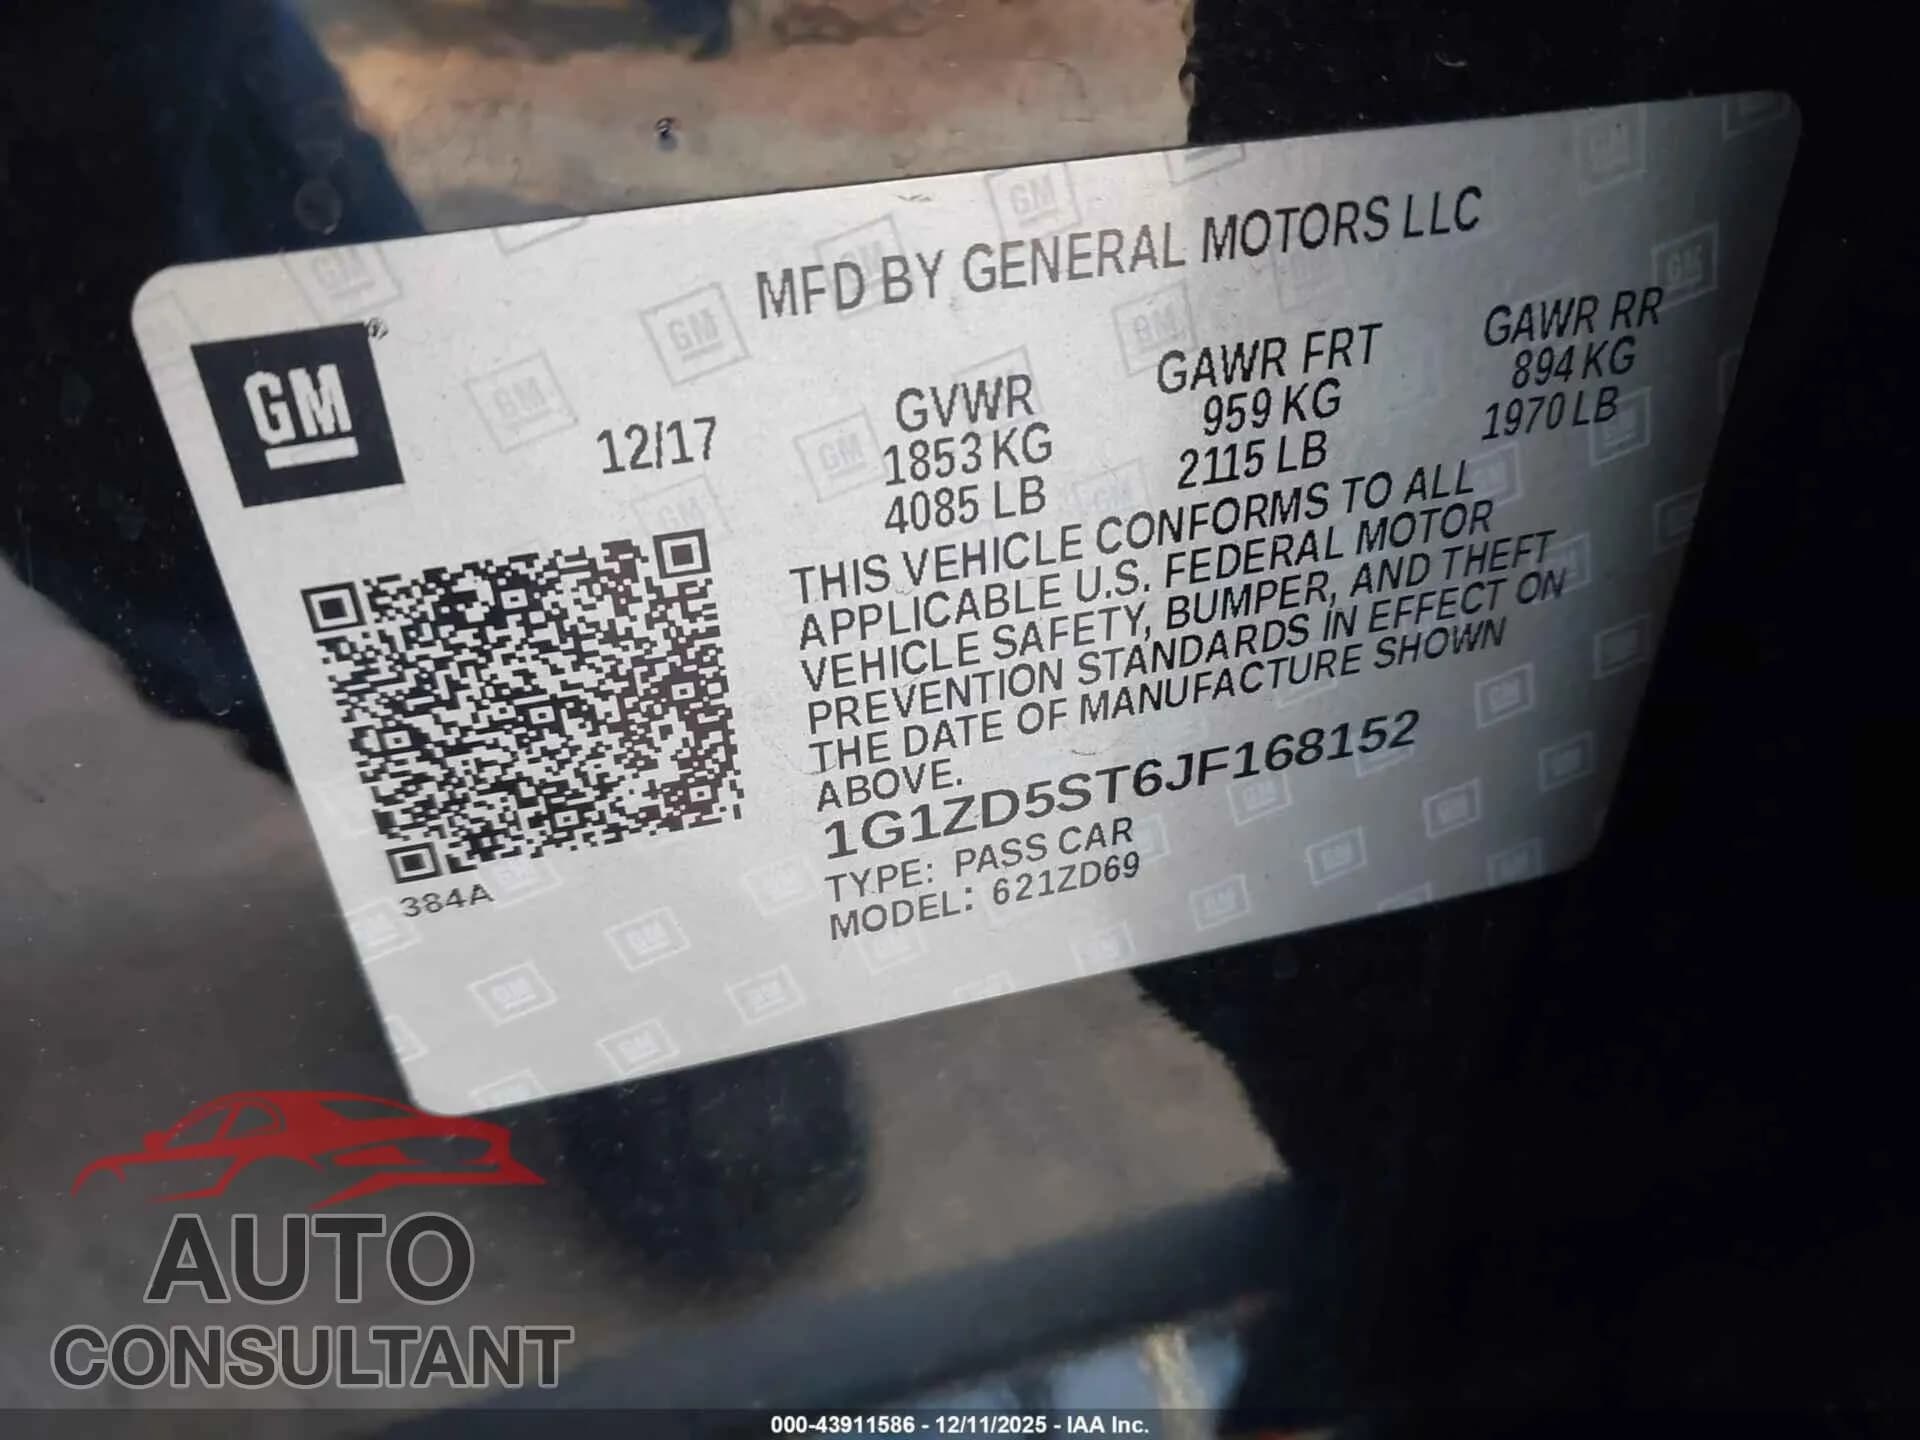 MFD BY GENERAL MOTORS LLC
GM®
12/17
GVWR
1853 KG
4085 LB
GAWR FRT
959 KG
2115 LB
GAWR RR
894 KG
1970 LB
THIS VEHICLE CONFORMS TO ALL
APPLICABLE U.S. FEDERAL MOTOR
VEHICLE SAFETY, BUMPER, AND THEFT
PREVENTION STANDARDS IN EFFECT ON
THE DATE OF MANUFACTURE SHOWN
ABOVE.
1G1ZD5ST6JF168152
TYPE: PASS CAR
MODEL: 621ZD69
384A
AUTO
CONSULTANT
000-43911586 - 12/11/2025 - IAA Inc.